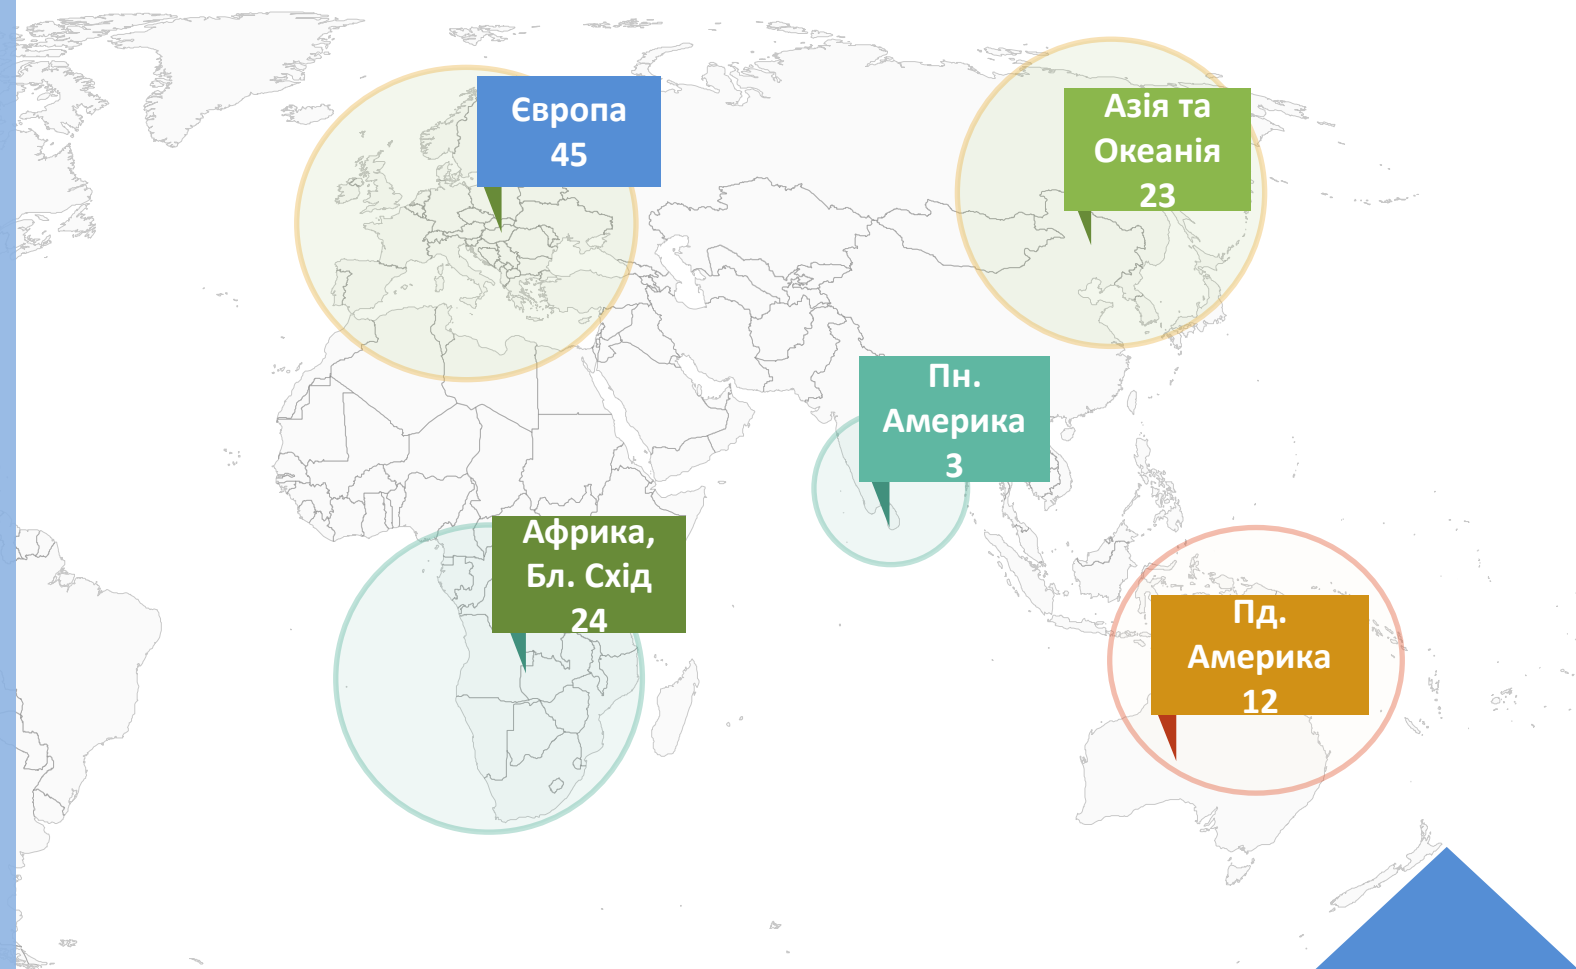 Європа
45
Азія та
Океанія
23
Пн.
Америка
3
Африка,
Бл. Схід
24
Пд.
Америка
12